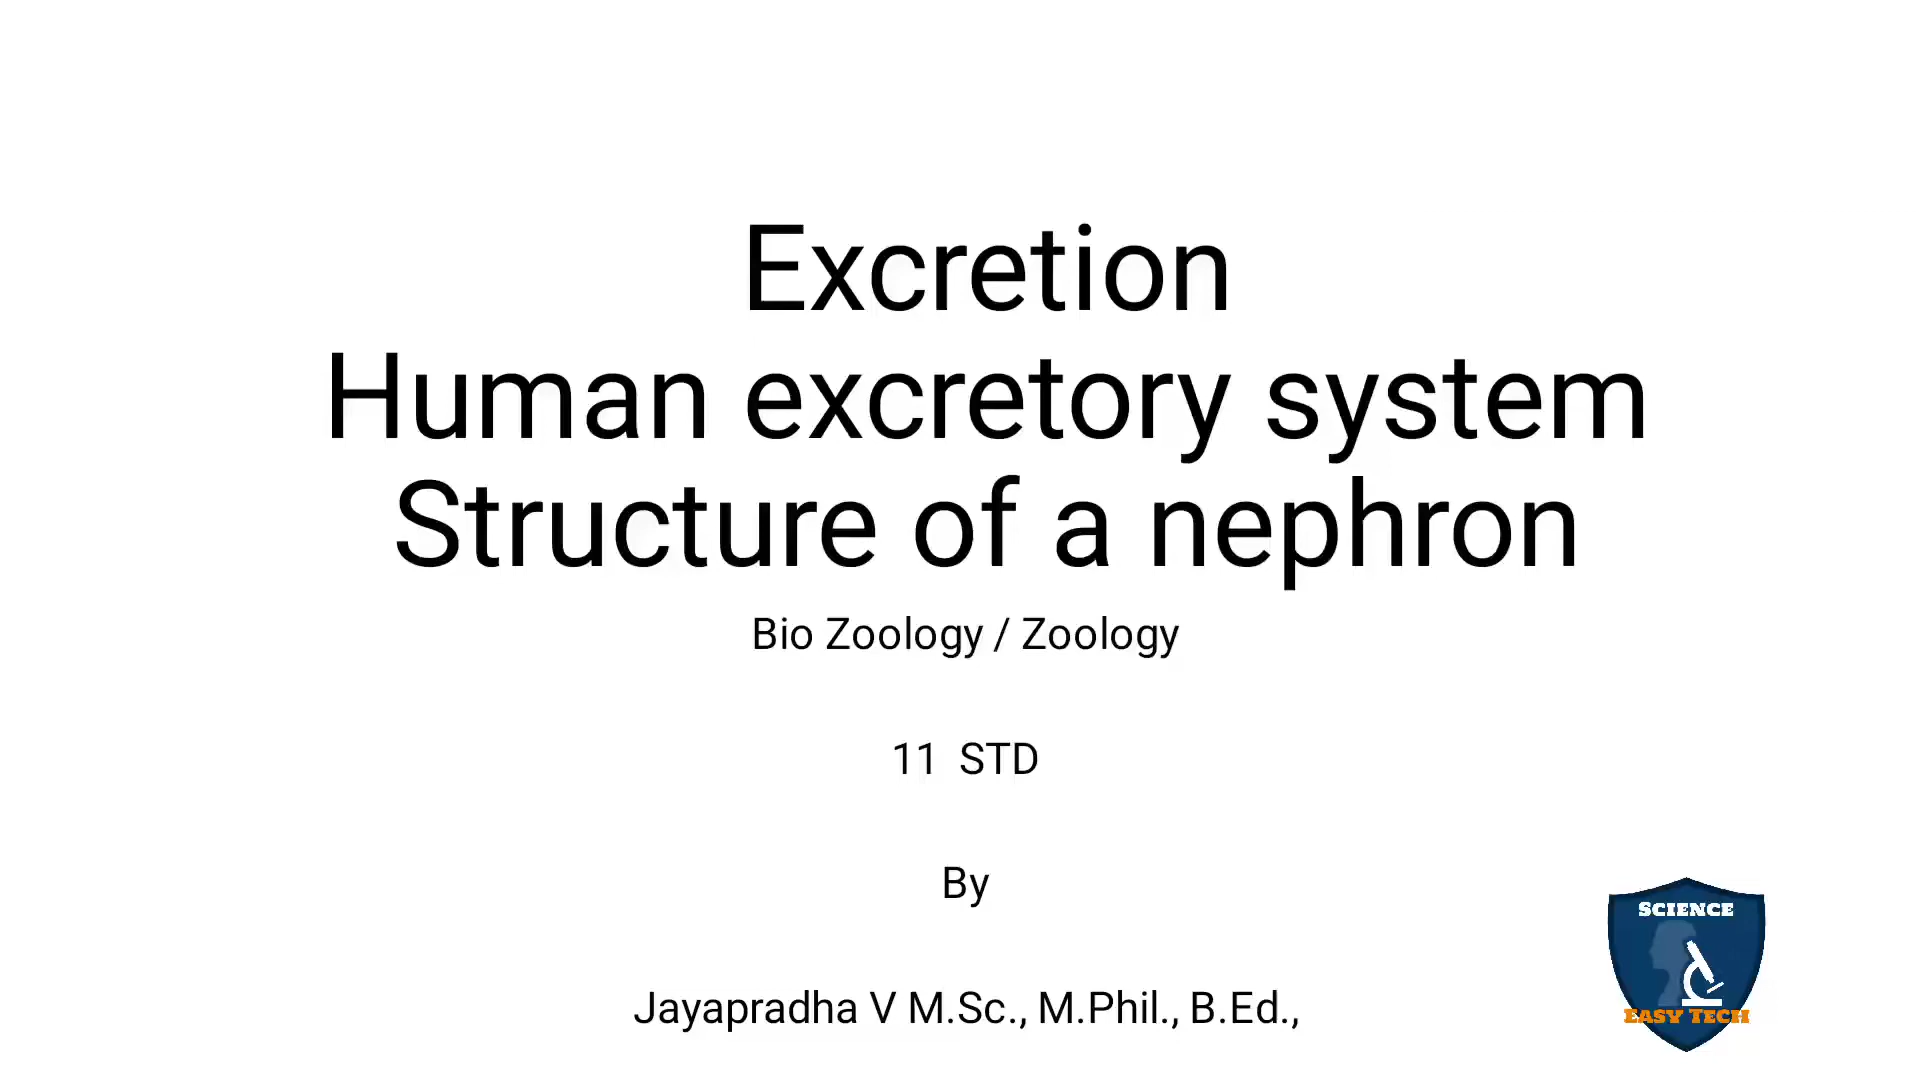 Excretion
Human excretory system
Structure of a nephron
Bio Zoology / Zoology
11 STD
By
Jayapradha V M.Sc., M.Phil., B.Ed.,
SCIENCE
EASY TECH